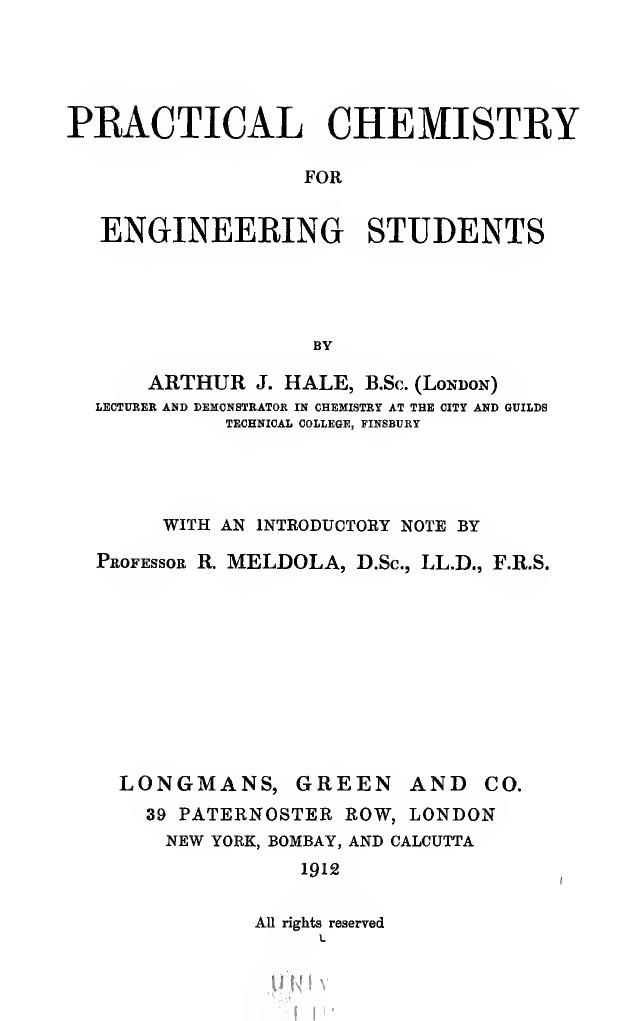 PRACTICAL CHEMISTRY
FOR
ENGINEERING STUDENTS
BY
ARTHUR J. HALE, B.Sc. (London)
LECTURER AND DEMONSTRATOR IN CHEMISTRY AT THE CITY AND GUILDS
TECHNICAL COLLEGE, FINSBURY
WITH AN INTRODUCTORY NOTE BY
Professor R. MELDOLA, D.Sc., LL.D., F.R.S.
LONGMANS, GREEN AND CO.
39 PATERNOSTER ROW, LONDON
NEW YORK, BOMBAY, AND CALCUTTA
1912
All rights reserved